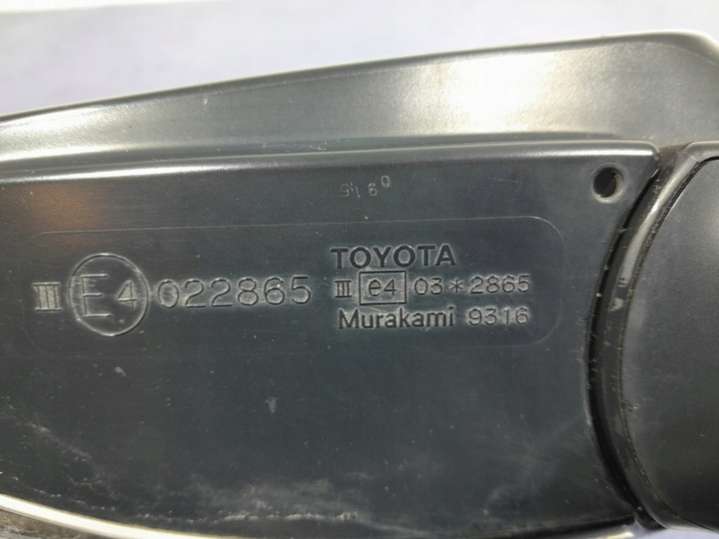 III E4 022865
TOYOTA
III e4 03*2865
Murakami 9316